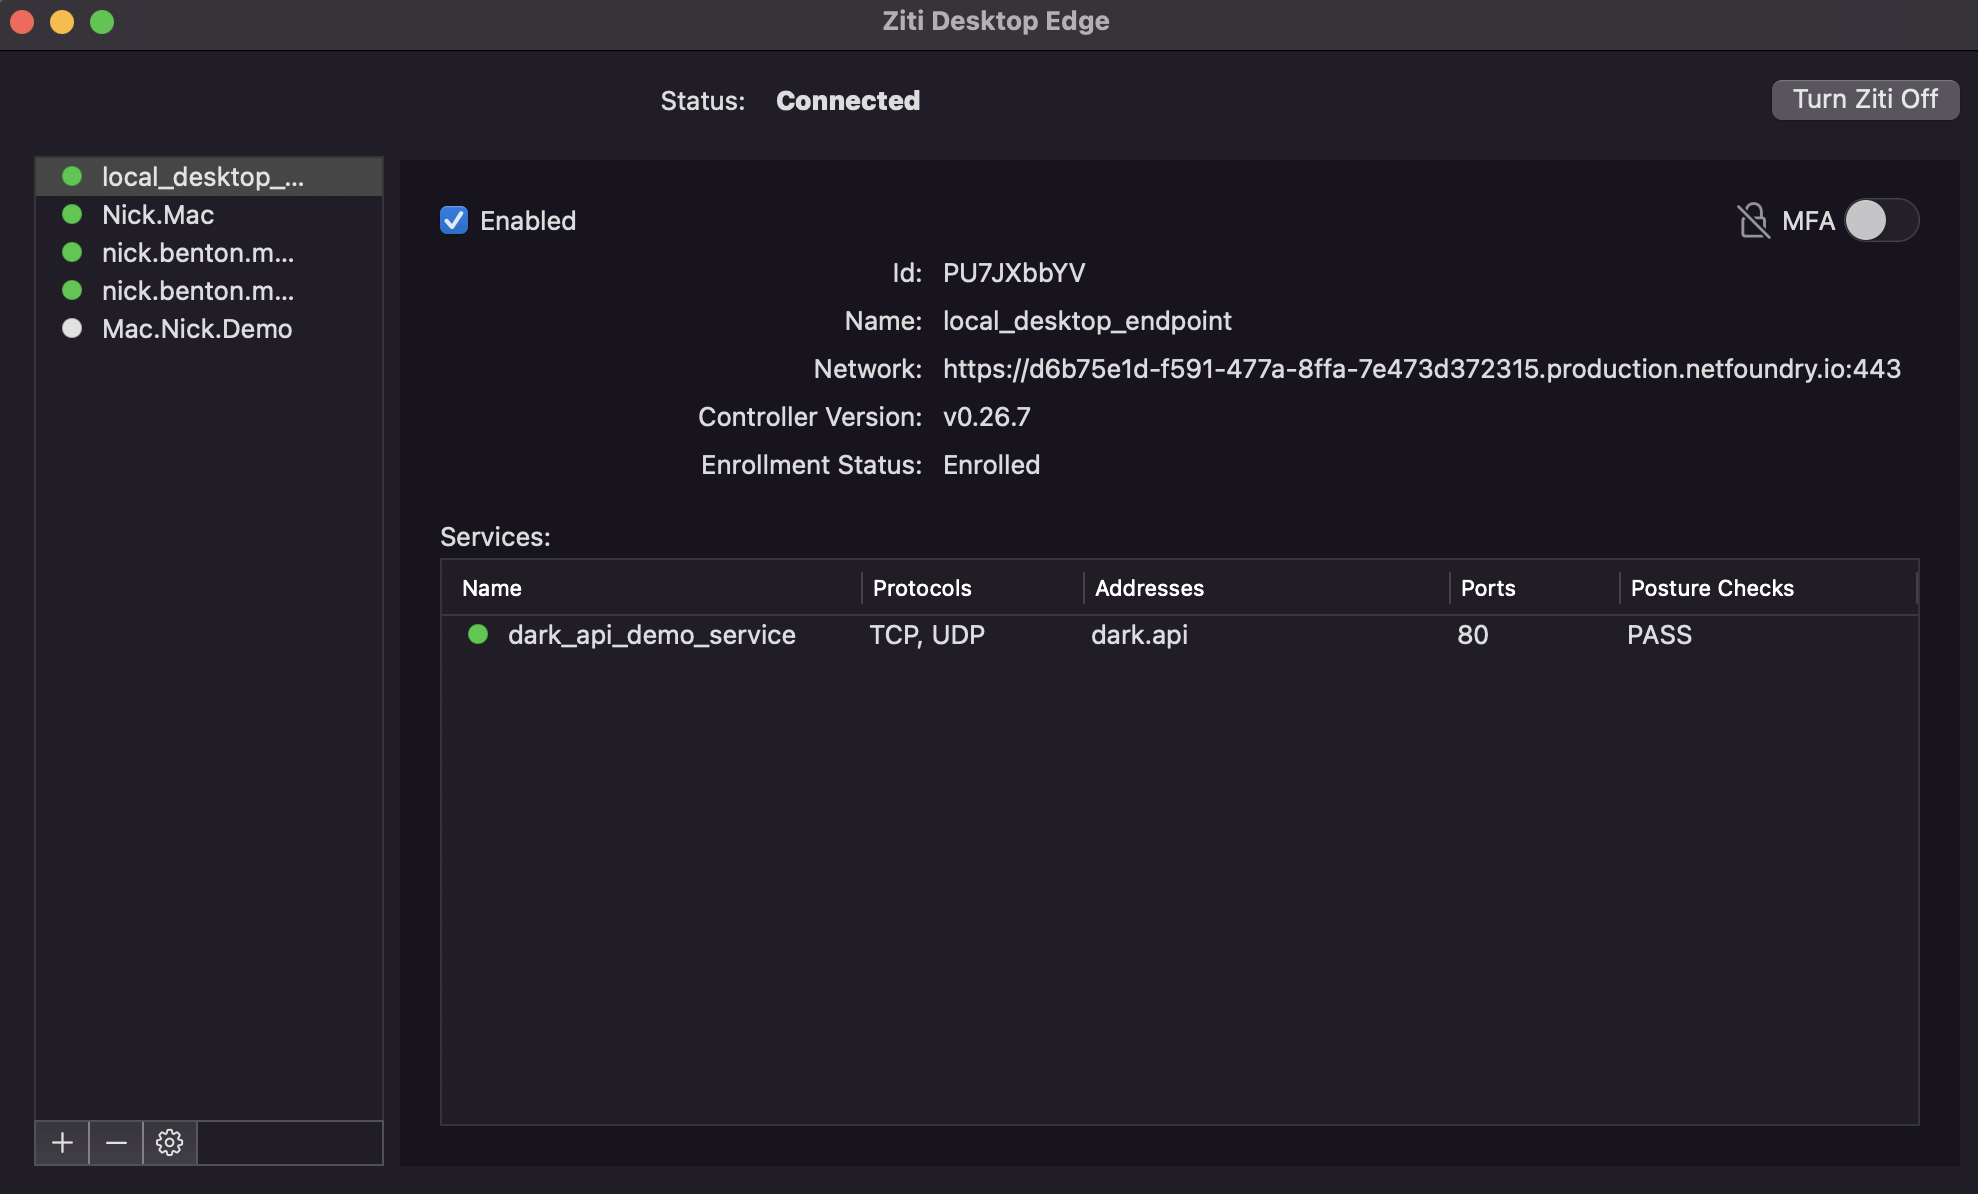 Ziti Desktop Edge
Status: Connected
Turn Ziti Off
local_desktop_...
Nick.Mac
nick.benton.m...
nick.benton.m...
Mac.Nick.Demo
Enabled
MFA
Id: PU7JXbbYV
Name: local_desktop_endpoint
Network: https://d6b75e1d-f591-477a-8ffa-7e473d372315.production.netfoundry.io:443
Controller Version: v0.26.7
Enrollment Status: Enrolled
Services:
Name Protocols Addresses Ports Posture Checks
dark_api_demo_service TCP, UDP dark.api 80 PASS